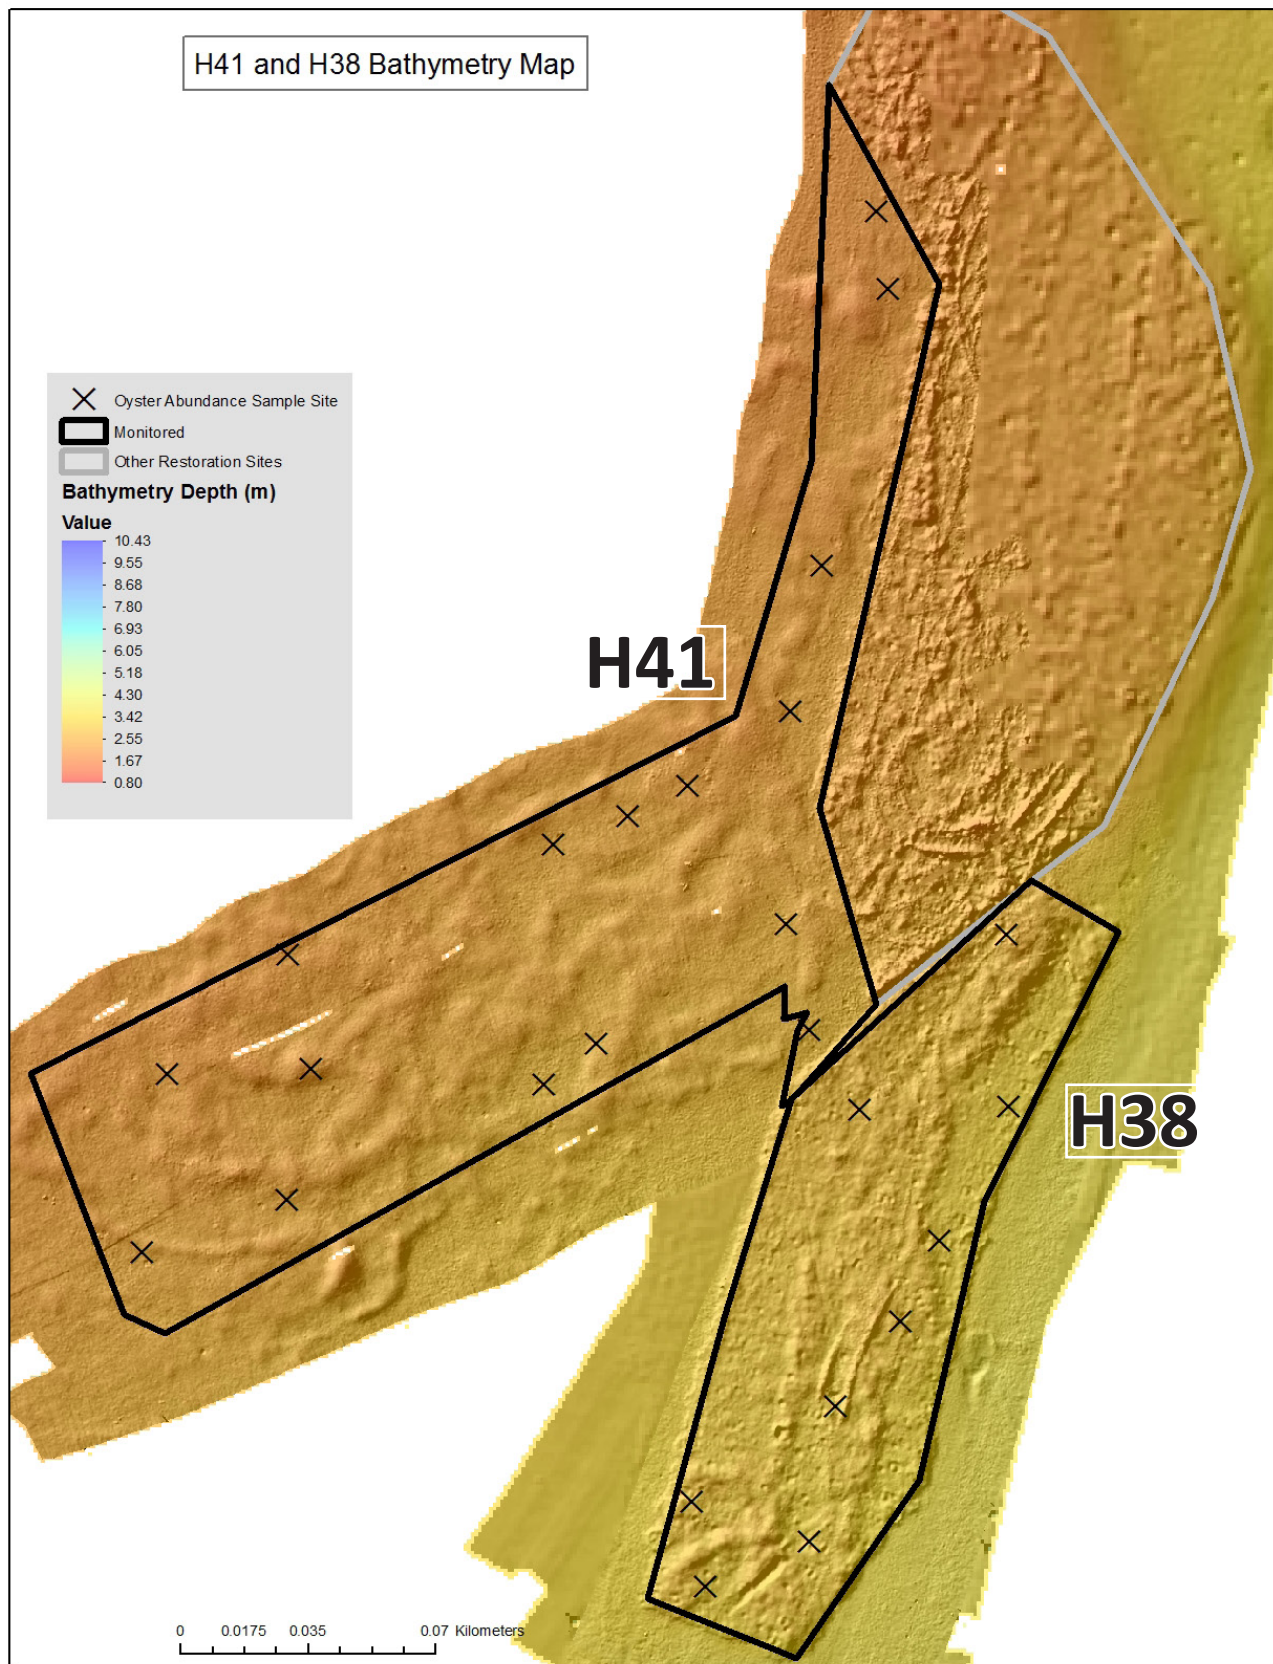 H41 and H38 Bathymetry Map
Oyster Abundance Sample Site
Monitored
Other Restoration Sites
Bathymetry Depth (m)
Value
10.43
9.55
8.68
7.80
6.93
6.05
5.18
4.30
3.42
2.55
1.67
0.80
H41
H38
0 0.0175 0.035 0.07 Kilometers